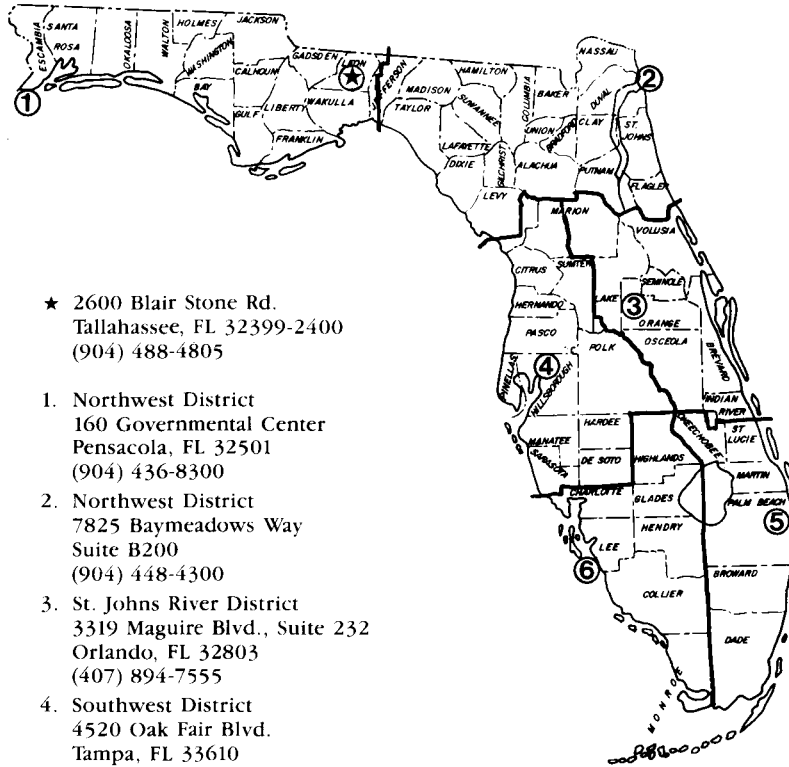 ESCAMBIA
SANTA ROSA
OKALOOSA
WALTON
HOLMES
JACKSON
WASHINGTON
BAY
CALHOUN
GULF
GADSDEN
LEON
LIBERTY
WAKULLA
FRANKLIN
JEFFERSON
MADISON
TAYLOR
HAMILTON
SUWANNEE
LAFAYETTE
DIXIE
GILCHRIST
COLUMBIA
BAKER
UNION
BRADFORD
ALACHUA
LEVY
NASSAU
DUVAL
CLAY
ST. JOHNS
PUTNAM
FLAGLER
MARION
VOLUSIA
CITRUS
SUMTER
HERNANDO
PASCO
LAKE
SEMINOLE
ORANGE
OSCEOLA
BREVARD
POLK
PINELLAS
HILLSBOROUGH
INDIAN RIVER
HARDEE
MANATEE
SARASOTA
DE SOTO
HIGHLANDS
OKEECHOBEE
ST LUCIE
MARTIN
CHARLOTTE
GLADES
PALM BEACH
HENDRY
LEE
COLLIER
BROWARD
DADE
MONROE
1
★
2
3
4
5
6
★ 2600 Blair Stone Rd.
Tallahassee, FL 32399-2400
(904) 488-4805
1. Northwest District
160 Governmental Center
Pensacola, FL 32501
(904) 436-8300
2. Northwest District
7825 Baymeadows Way
Suite B200
(904) 448-4300
3. St. Johns River District
3319 Maguire Blvd., Suite 232
Orlando, FL 32803
(407) 894-7555
4. Southwest District
4520 Oak Fair Blvd.
Tampa, FL 33610